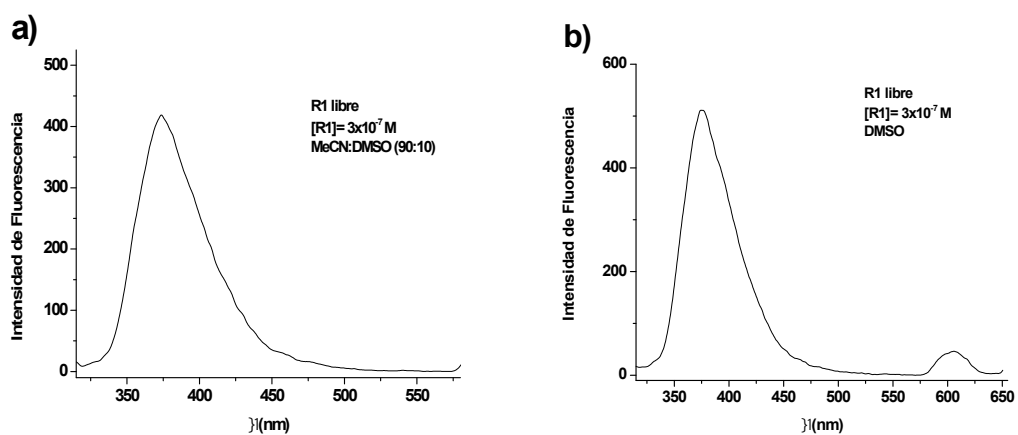 a)
Intensidad de Fluorescencia
500
400
300
200
100
0
R1 libre
[R1]= 3x10⁻⁷ M
MeCN:DMSO (90:10)
350 400 450 500 550
(nm)
b)
Intensidad de Fluorescencia
600
400
200
0
R1 libre
[R1]= 3x10⁻⁷ M
DMSO
350 400 450 500 550 600 650
(nm)